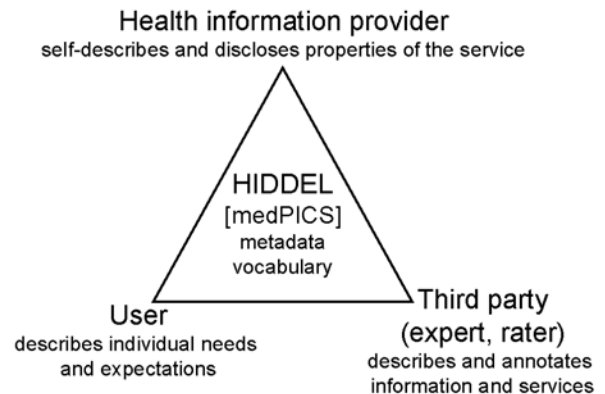 Health information provider
self-describes and discloses properties of the service
HIDDEL
[medPICS]
metadata
vocabulary
User
describes individual needs
and expectations
Third party
(expert, rater)
describes and annotates
information and services